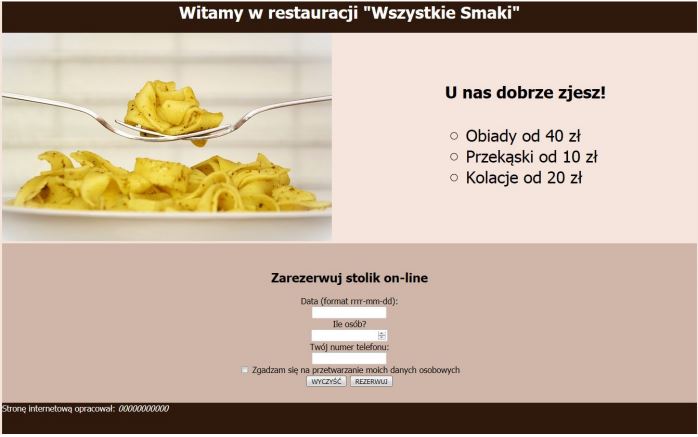 Witamy w restauracji "Wszystkie Smaki"
U nas dobrze zjesz!
Obiady od 40 zł
Przekąski od 10 zł
Kolacje od 20 zł
Zarezerwuj stolik on-line
Data (format rrrr-mm-dd):
Ile osób?
Twój numer telefonu:
Zgadzam się na przetwarzanie moich danych osobowych
WYCZYŚĆ REZERWUJ
Stronę internetową opracował: 00000000000